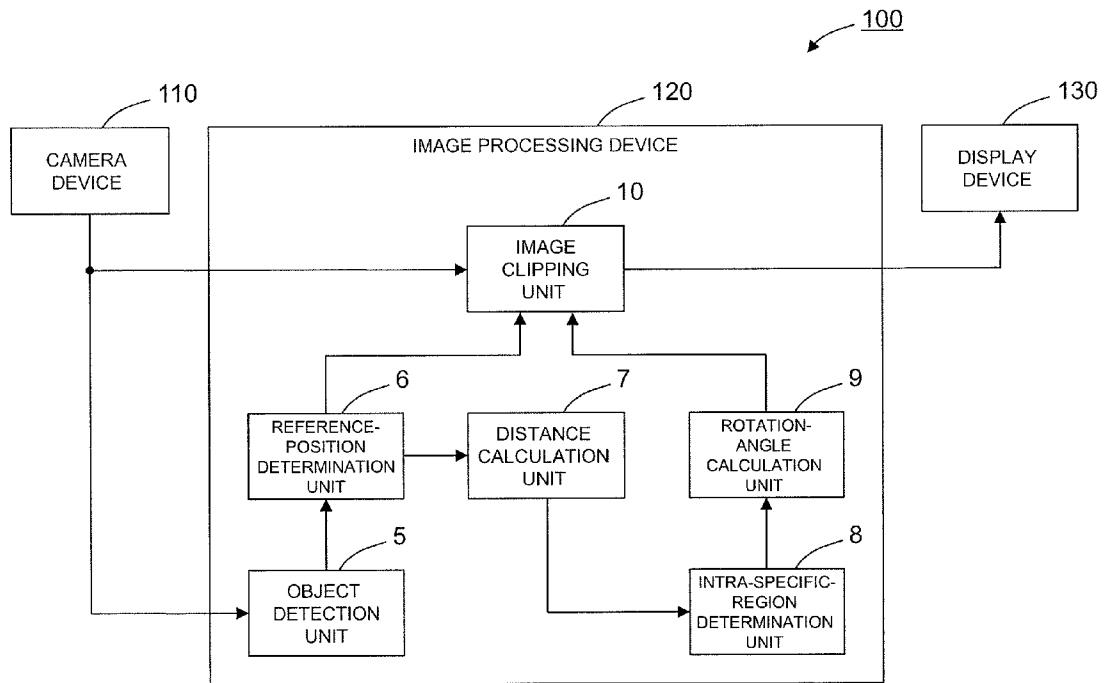 100
110
120
130
CAMERA
DEVICE
IMAGE PROCESSING DEVICE
DISPLAY
DEVICE
10
IMAGE
CLIPPING
UNIT
6
7
9
REFERENCE-
POSITION
DETERMINATION
UNIT
DISTANCE
CALCULATION
UNIT
ROTATION-
ANGLE
CALCULATION
UNIT
5
8
OBJECT
DETECTION
UNIT
INTRA-SPECIFIC-
REGION
DETERMINATION
UNIT